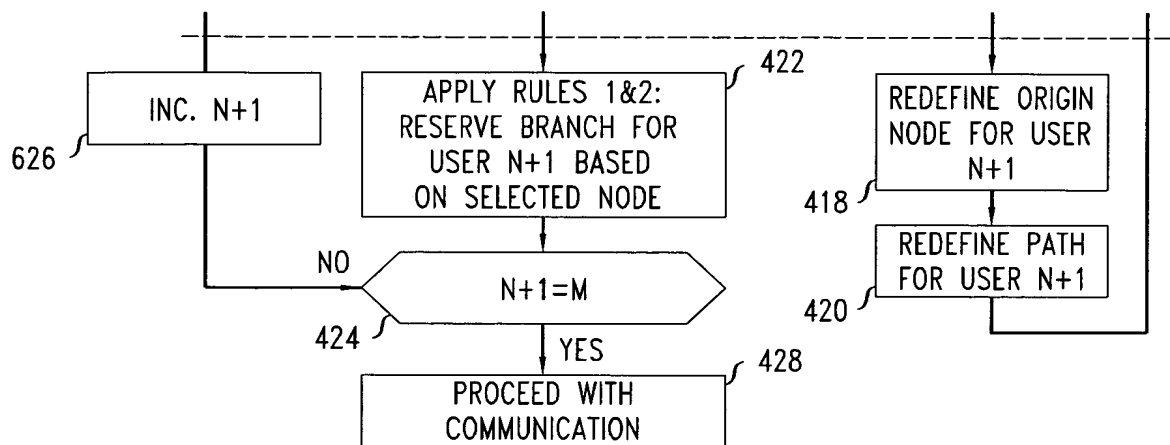 626
INC. N+1
422
APPLY RULES 1&2:
RESERVE BRANCH FOR
USER N+1 BASED
ON SELECTED NODE
NO
N+1=M
424
YES
428
PROCEED WITH
COMMUNICATION
REDEFINE ORIGIN
NODE FOR USER
N+1
418
REDEFINE PATH
FOR USER N+1
420